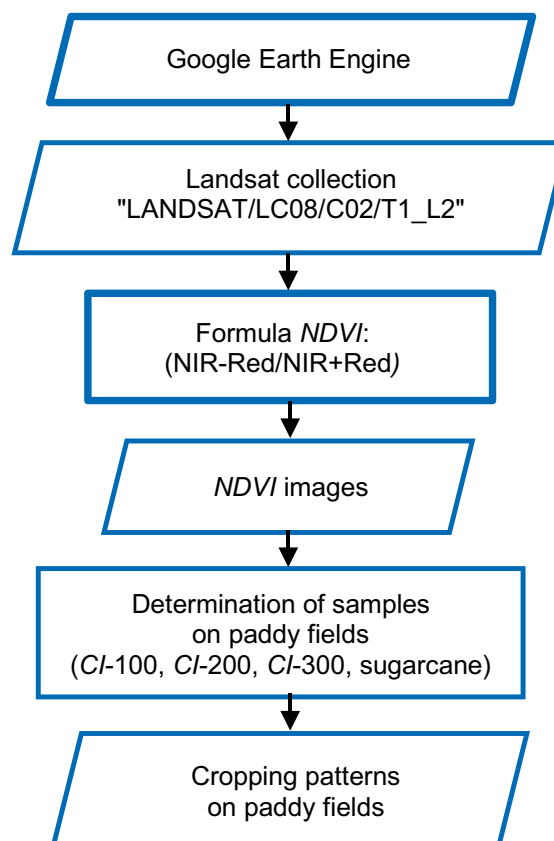 Google Earth Engine
Landsat collection
"LANDSAT/LC08/C02/T1_L2"
Formula NDVI:
(NIR-Red/NIR+Red)
NDVI images
Determination of samples
on paddy fields
(CI-100, CI-200, CI-300, sugarcane)
Cropping patterns
on paddy fields